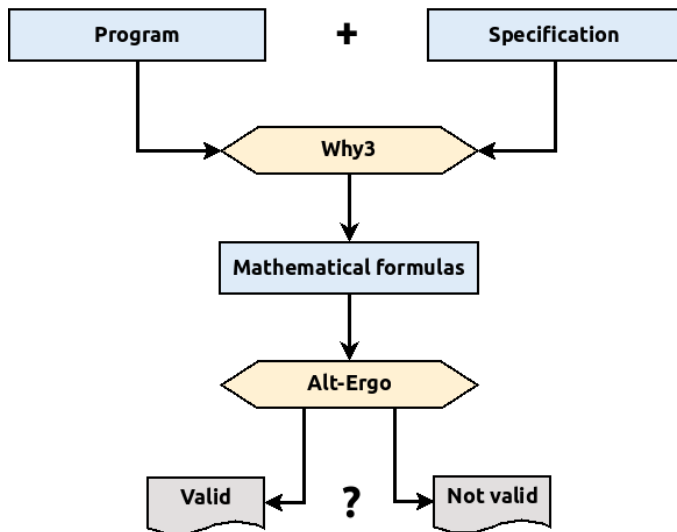 Program
+
Specification
Why3
Mathematical formulas
Alt-Ergo
Valid
?
Not valid